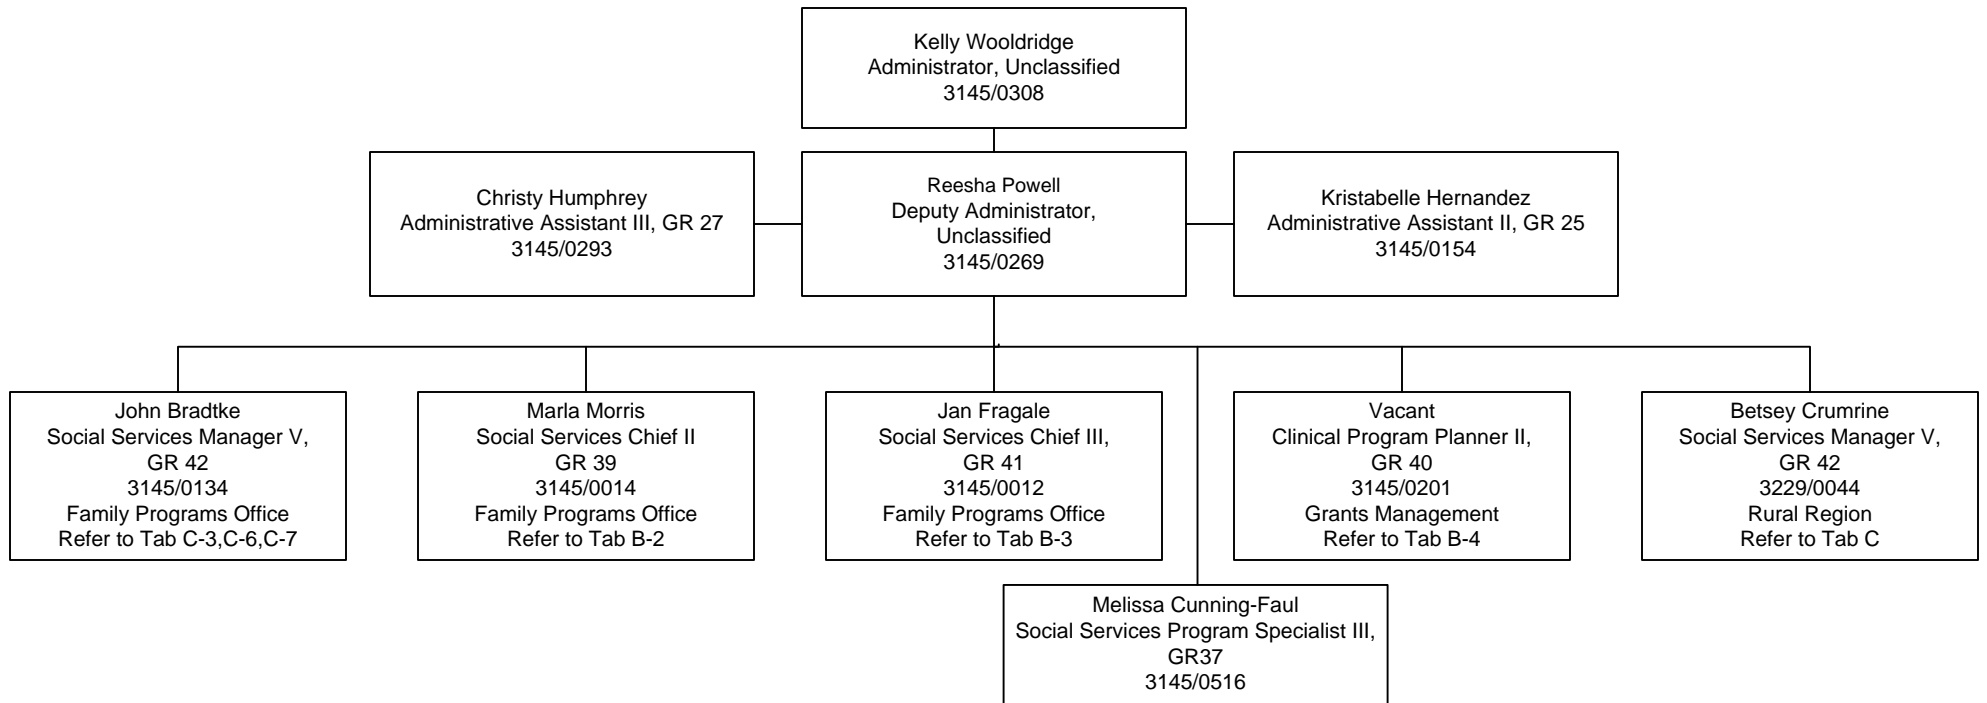 Kelly Wooldridge
Administrator, Unclassified
3145/0308
Christy Humphrey
Administrative Assistant III, GR 27
3145/0293
Reesha Powell
Deputy Administrator,
Unclassified
3145/0269
Kristabelle Hernandez
Administrative Assistant II, GR 25
3145/0154
John Bradtke
Social Services Manager V,
GR 42
3145/0134
Family Programs Office
Refer to Tab C-3,C-6,C-7
Marla Morris
Social Services Chief II
GR 39
3145/0014
Family Programs Office
Refer to Tab B-2
Jan Fragale
Social Services Chief III,
GR 41
3145/0012
Family Programs Office
Refer to Tab B-3
Vacant
Clinical Program Planner II,
GR 40
3145/0201
Grants Management
Refer to Tab B-4
Betsey Crumrine
Social Services Manager V,
GR 42
3229/0044
Rural Region
Refer to Tab C
Melissa Cunning-Faul
Social Services Program Specialist III,
GR37
3145/0516